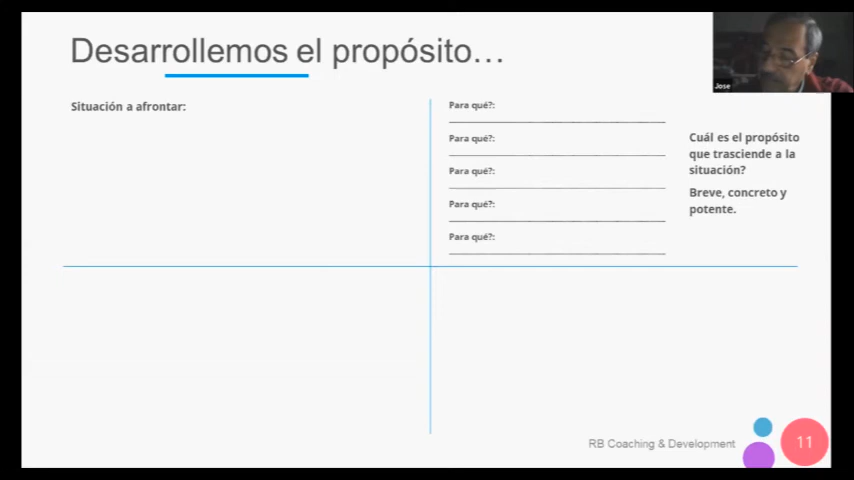 Desarrollemos el propósito...
Jose
Situación a afrontar:
Para qué?:
Para qué?:
Para qué?:
Para qué?:
Para qué?:
Cuál es el propósito
que trasciende a la
situación?
Breve, concreto y
potente.
RB Coaching & Development
11